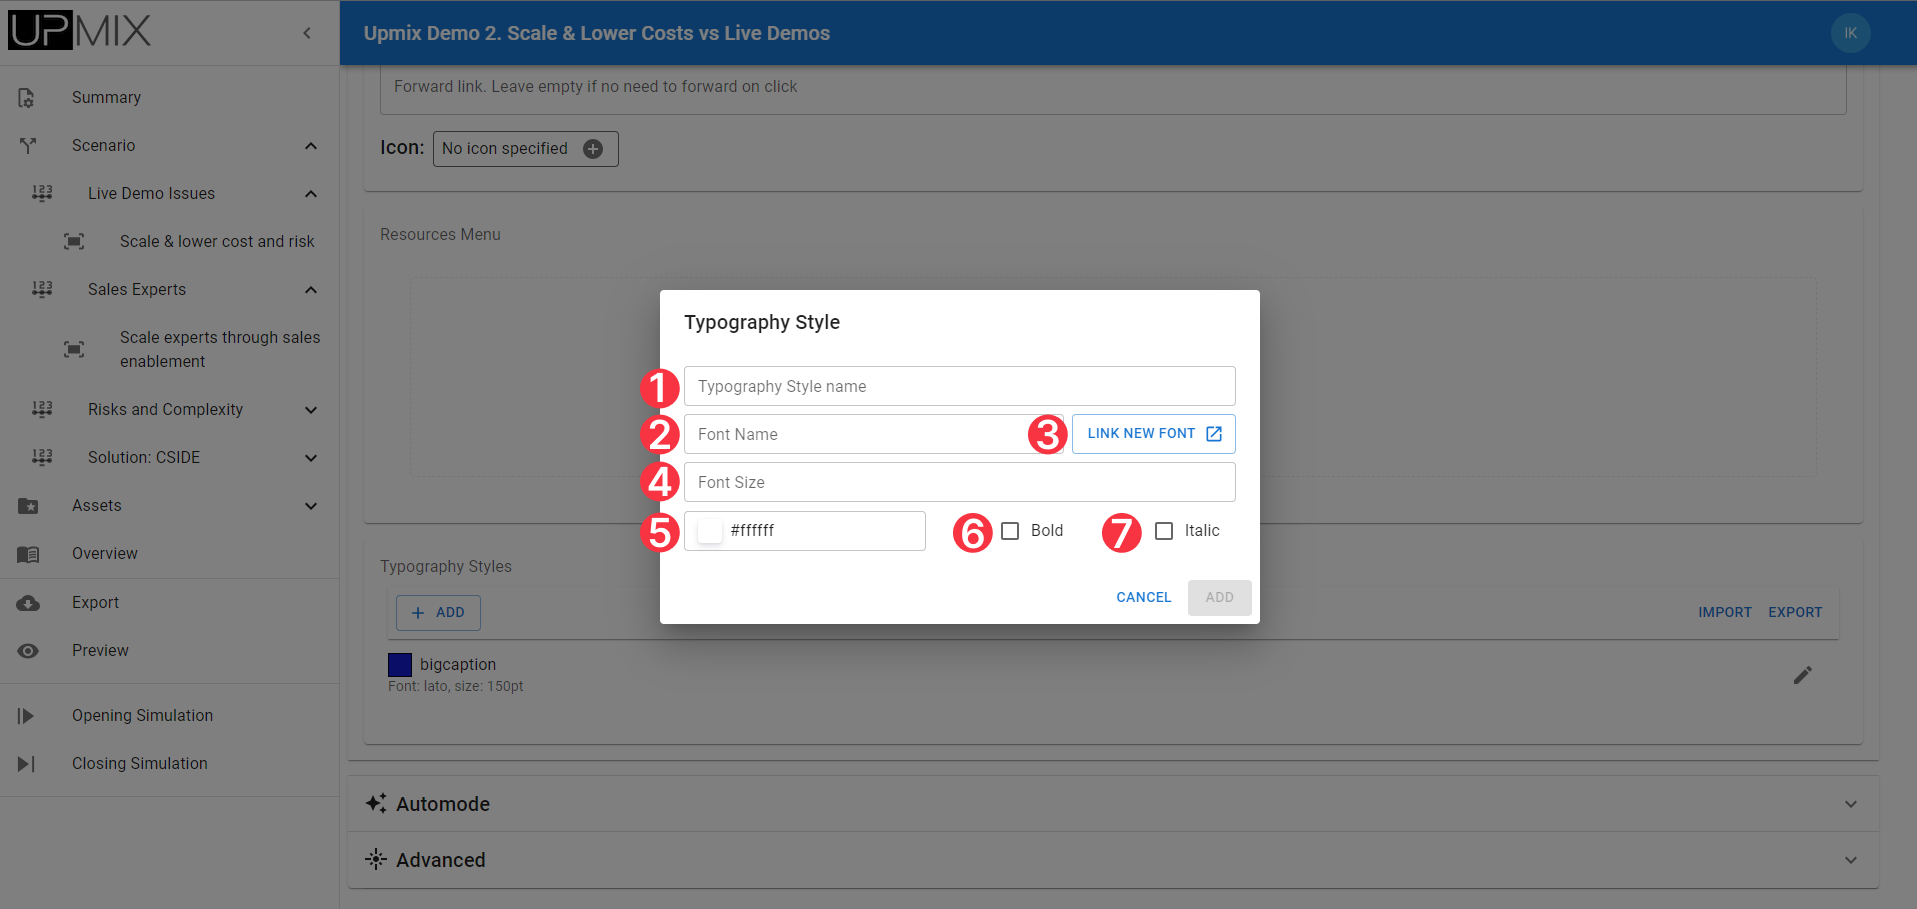 UPMIX
Upmix Demo 2. Scale & Lower Costs vs Live Demos
IK
Summary
Scenario
123
Live Demo Issues
Scale & lower cost and risk
123
Sales Experts
Scale experts through sales
enablement
123
Risks and Complexity
123
Solution: CSIDE
Assets
Overview
Export
Preview
Opening Simulation
Closing Simulation
Forward link. Leave empty if no need to forward on click
Icon:
No icon specified
Resources Menu
Typography Style
1
Typography Style name
2
Font Name
3
LINK NEW FONT
4
Font Size
5
#ffffff
6
Bold
7
Italic
CANCEL
ADD
Typography Styles
+ ADD
IMPORT
EXPORT
bigcaption
Font: lato, size: 150pt
Automode
Advanced